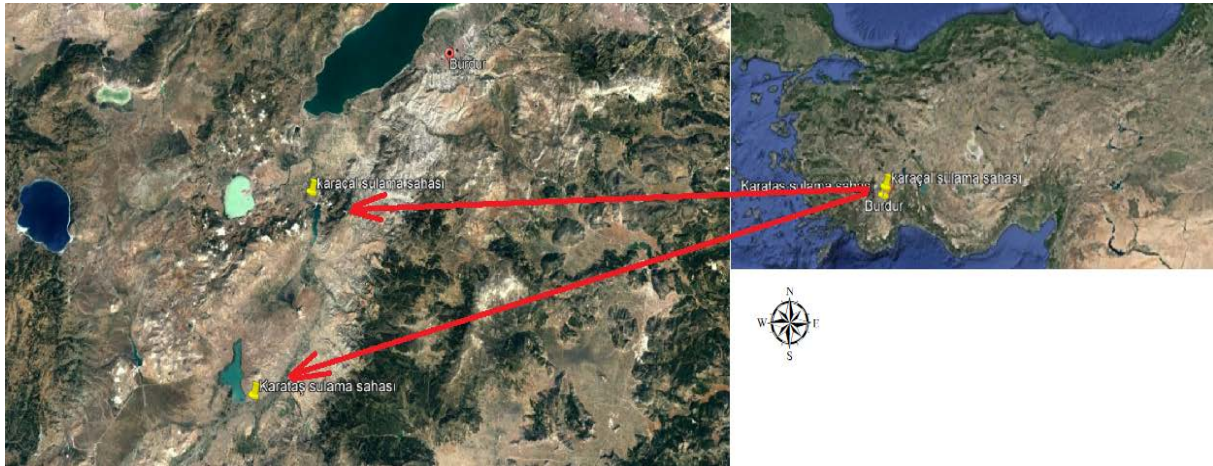 Burdur
karaçal sulama sahası
Karataş sulama sahası
karaçal sulama sahası
Karataş sulama sahası
Burdur
N
W E
S